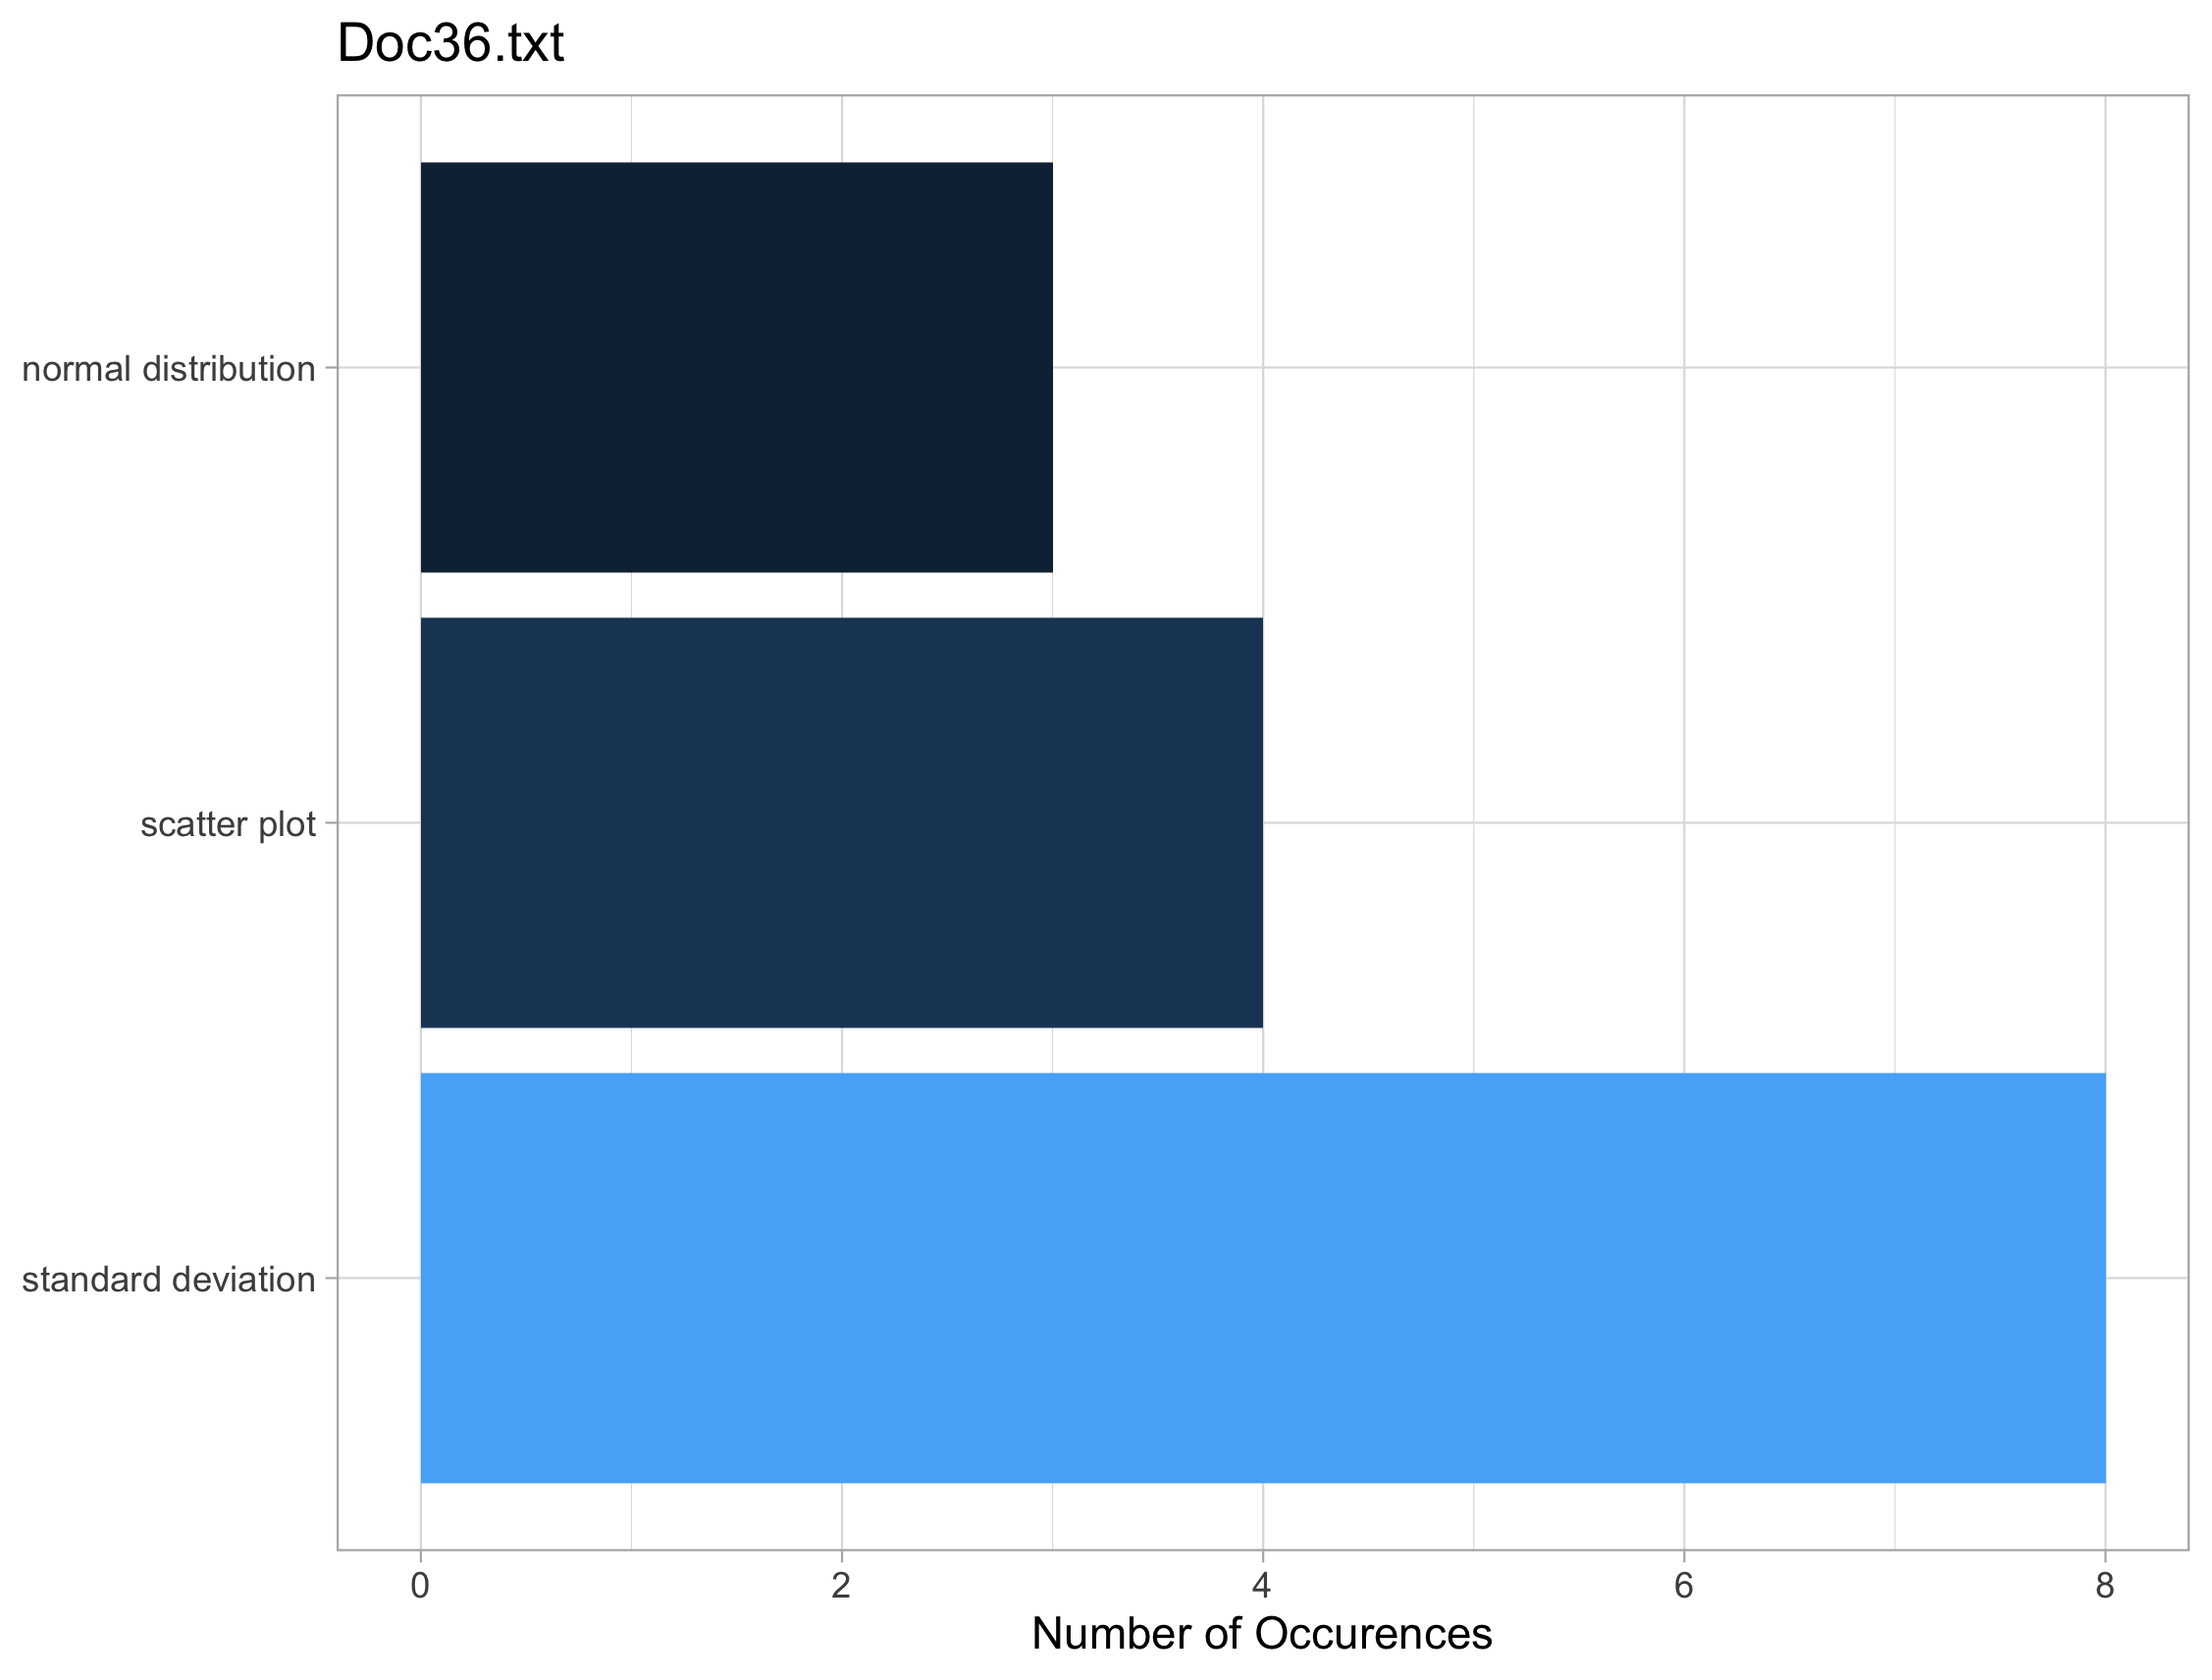 Doc36.txt
normal distribution
scatter plot
standard deviation
0 2 4 6 8
Number of Occurences